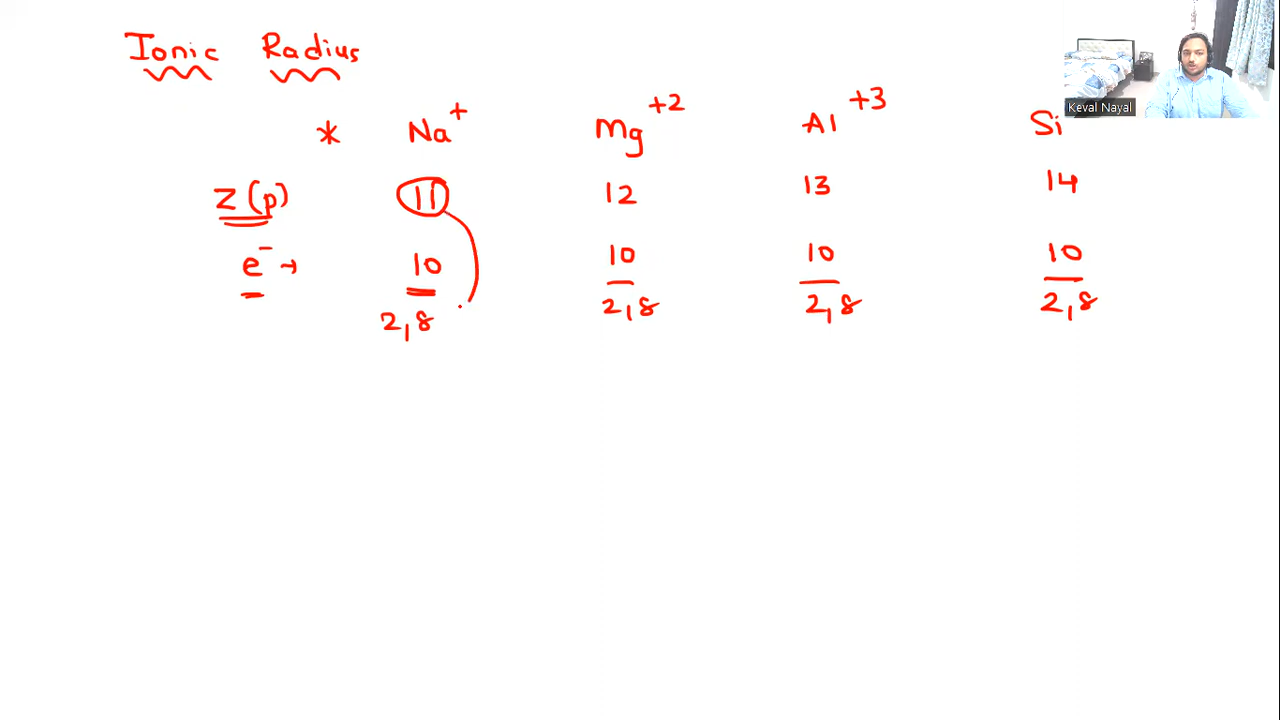 Ionic Radius
Keval Nayal
* Na+ Mg+2 Al+3 Si
Z(p) 11 12 13 14
e- → 10 10 10 10
2,8 2,8 2,8 2,8